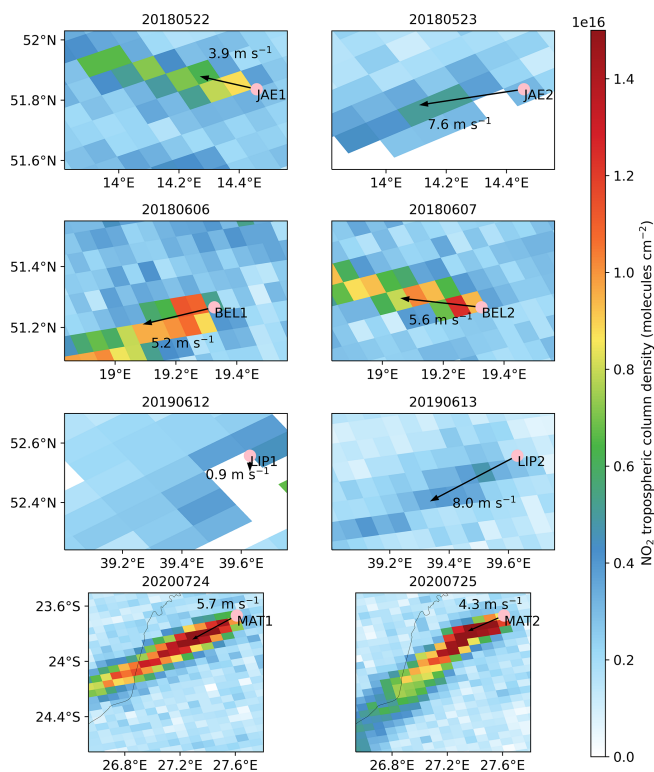 20180522
20180523
1e16
52°N
51.8°N
51.6°N
3.9 m s⁻¹
JAE1
7.6 m s⁻¹
JAE2
14°E 14.2°E 14.4°E
14°E 14.2°E 14.4°E
20180606
20180607
51.4°N
51.2°N
BEL1
5.2 m s⁻¹
BEL2
5.6 m s⁻¹
19°E 19.2°E 19.4°E
19°E 19.2°E 19.4°E
20190612
20190613
52.6°N
52.4°N
LIP1
0.9 m s⁻¹
LIP2
8.0 m s⁻¹
39.2°E 39.4°E 39.6°E
39.2°E 39.4°E 39.6°E
20200724
20200725
23.6°S
24°S
24.4°S
5.7 m s⁻¹
MAT1
4.3 m s⁻¹
MAT2
26.8°E 27.2°E 27.6°E
26.8°E 27.2°E 27.6°E
1.4
1.2
1.0
0.8
0.6
0.4
0.2
0.0
NO₂ tropospheric column density (molecules cm⁻²)